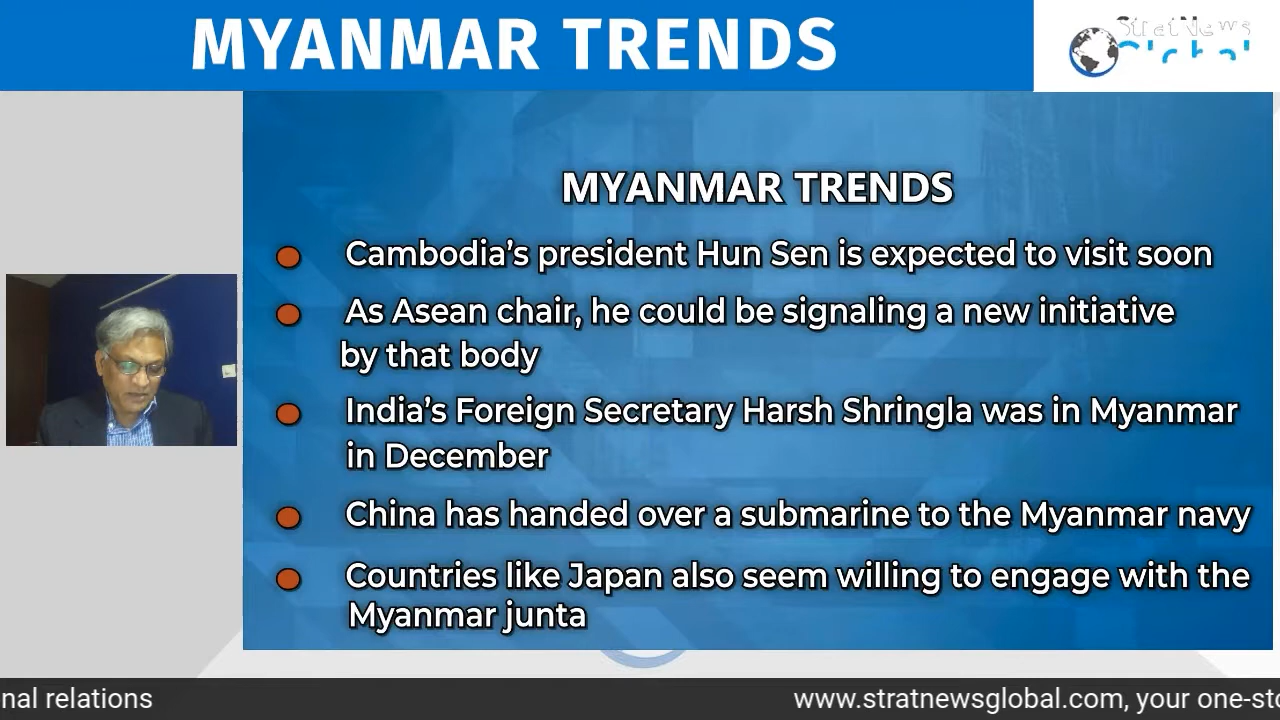 MYANMAR TRENDS
StratNews
Global
MYANMAR TRENDS
Cambodia’s president Hun Sen is expected to visit soon
As Asean chair, he could be signaling a new initiative
by that body
India’s Foreign Secretary Harsh Shringla was in Myanmar
in December
China has handed over a submarine to the Myanmar navy
Countries like Japan also seem willing to engage with the
Myanmar junta
nal relations
www.stratnewsglobal.com, your one-sto